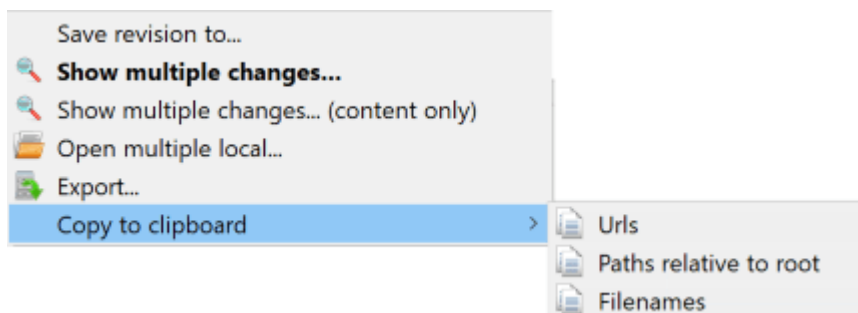 Save revision to...
Show multiple changes...
Show multiple changes... (content only)
Open multiple local...
Export...
Copy to clipboard
Urls
Paths relative to root
Filenames